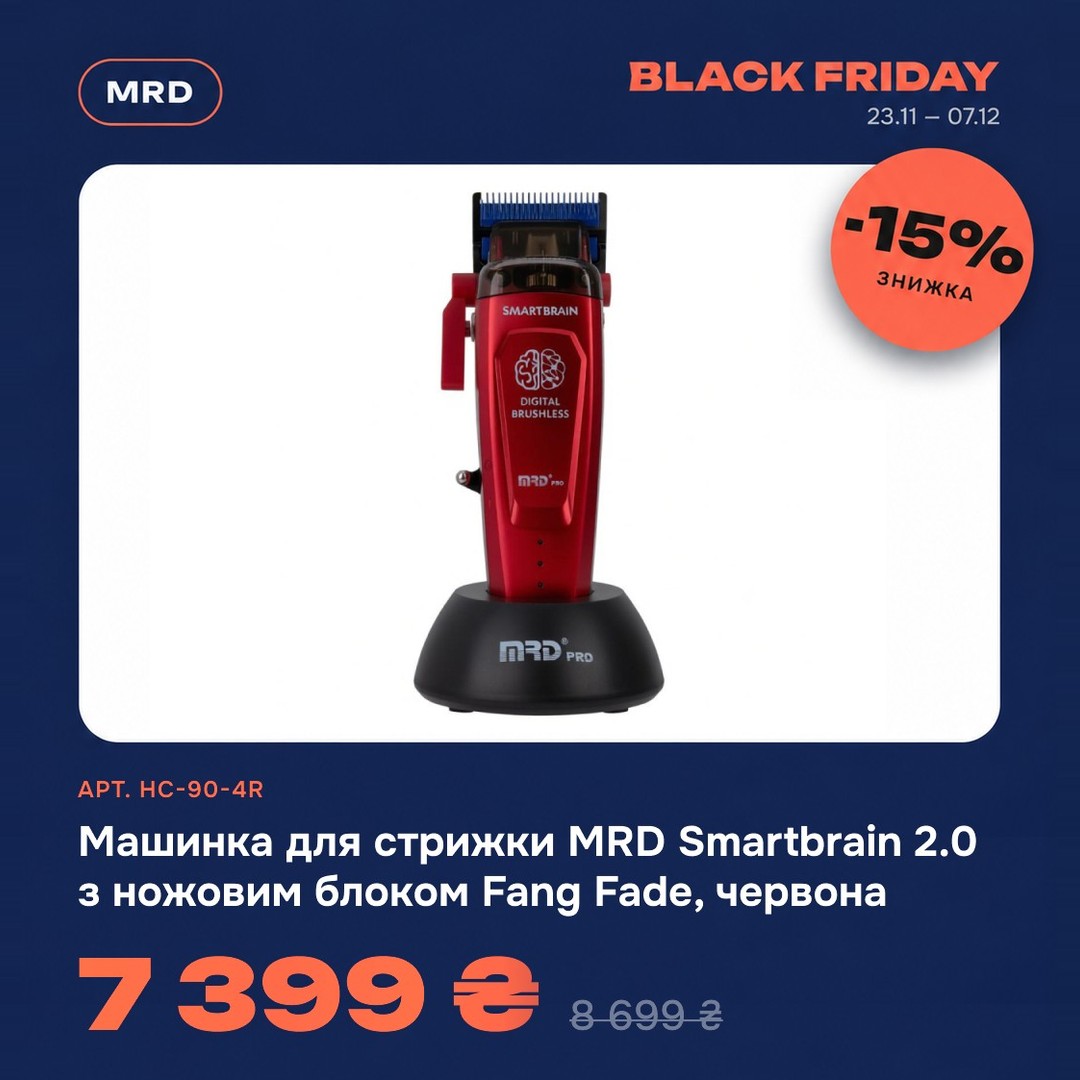 MRD
BLACK FRIDAY
23.11 – 07.12
-15%
ЗНИЖКА
SMARTBRAIN
DIGITAL
BRUSHLESS
MRD® PRO
MRD® PRO
АРТ. HC-90-4R
Машинка для стрижки MRD Smartbrain 2.0
з ножовим блоком Fang Fade, червона
7 399 ₴
8 699 ₴